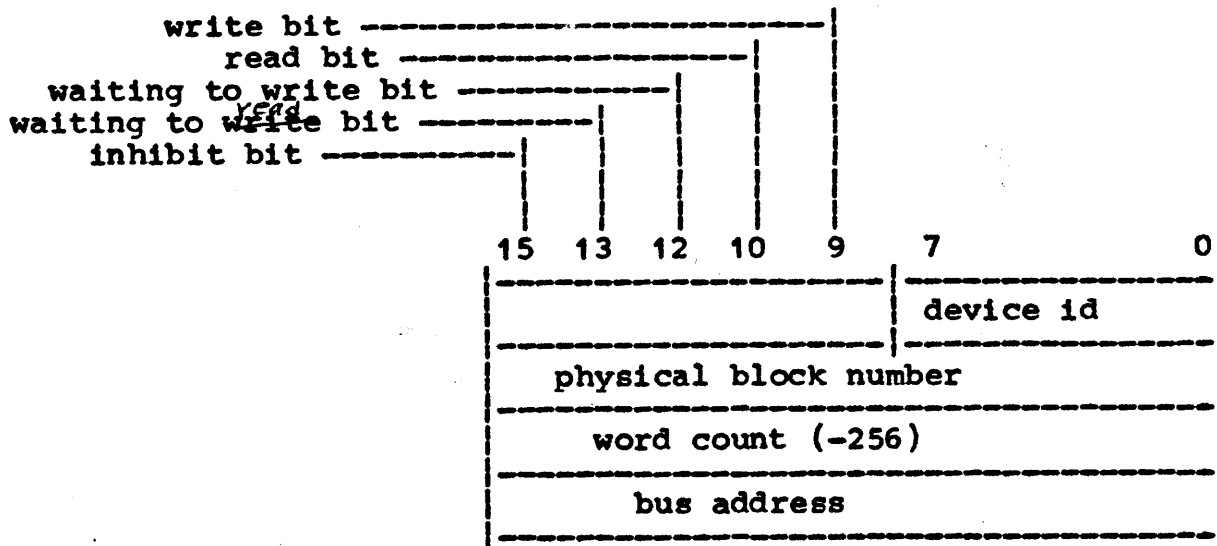 write bit
read bit
waiting to write bit
waiting to write read bit
inhibit bit
15 13 12 10 9 7 0
device id
physical block number
word count (-256)
bus address